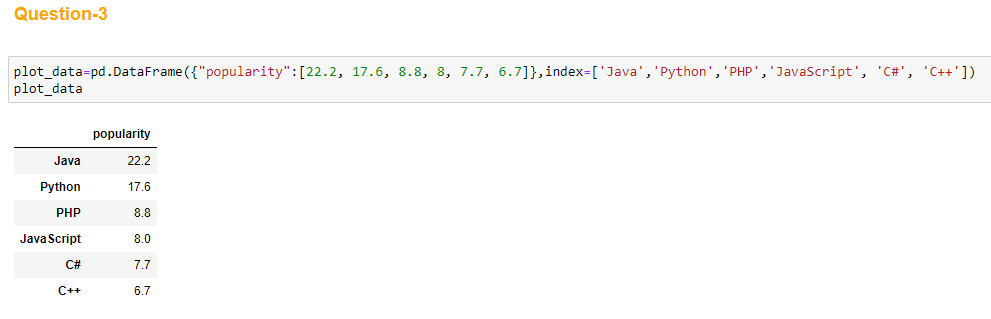 Question-3
plot_data=pd.DataFrame({"popularity":[22.2, 17.6, 8.8, 8, 7.7, 6.7]},index=['Java','Python','PHP','JavaScript', 'C#', 'C++'])
plot_data
popularity
Java 22.2
Python 17.6
PHP 8.8
JavaScript 8.0
C# 7.7
C++ 6.7